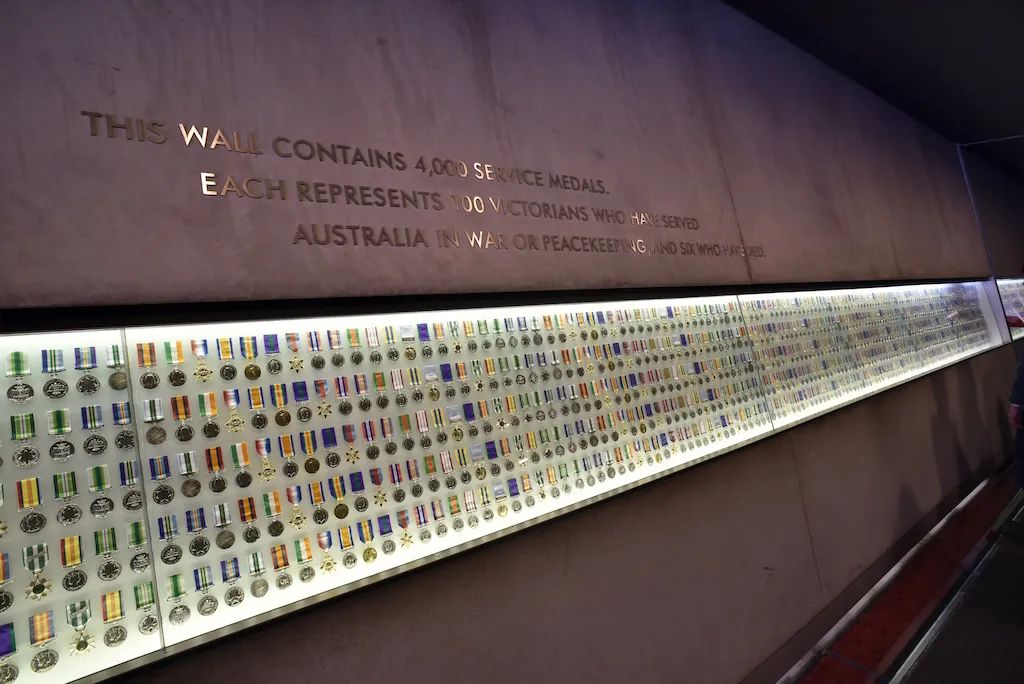 THIS WALL CONTAINS 4,000 SERVICE MEDALS.
EACH REPRESENTS 100 VICTORIANS WHO HAVE SERVED
AUSTRALIA IN WAR OR PEACEKEEPING, AND SIX WHO HAVE DIED.